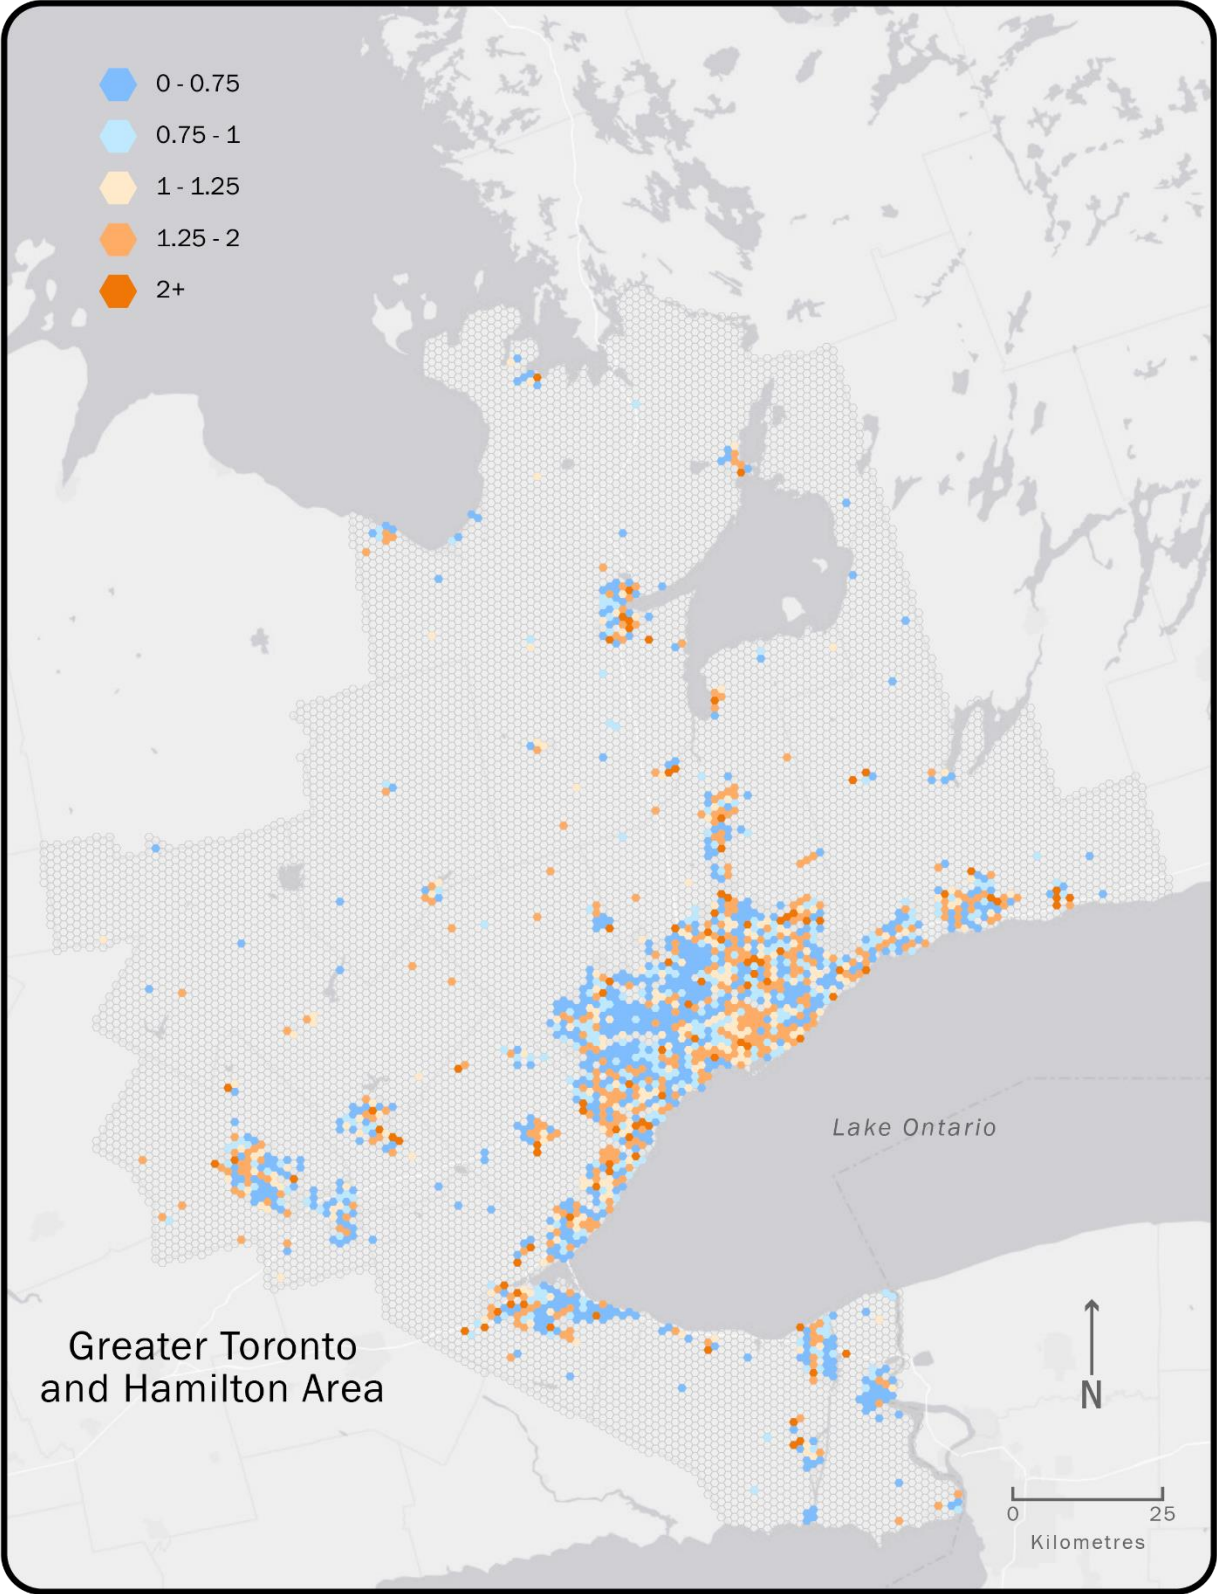 0 - 0.75
0.75 - 1
1 - 1.25
1.25 - 2
2+
Lake Ontario
Greater Toronto
and Hamilton Area
N
0 25
Kilometres